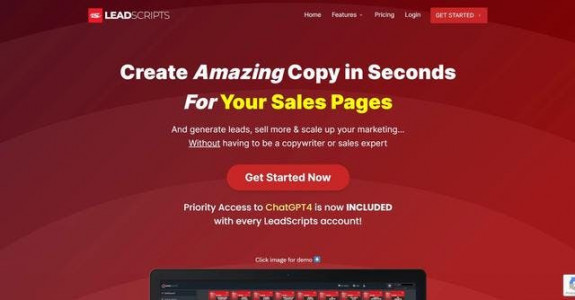 LS LEADSCRIPTS
Home Features Pricing Login GET STARTED →
Create Amazing Copy in Seconds
For Your Sales Pages
And generate leads, sell more & scale up your marketing...
Without having to be a copywriter or sales expert
Get Started Now
Priority Access to ChatGPT4 is now INCLUDED
with every LeadScripts account!
Click image for demo